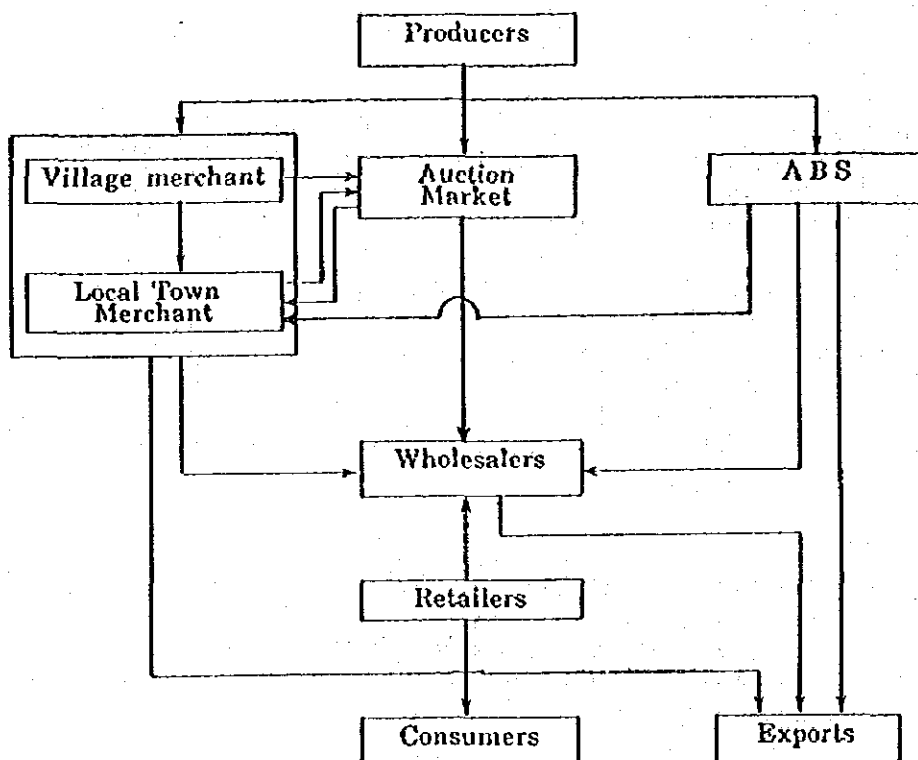 Producers
Village merchant
Auction
Market
A B S
Local Town
Merchant
Wholesalers
Retailers
Consumers
Exports